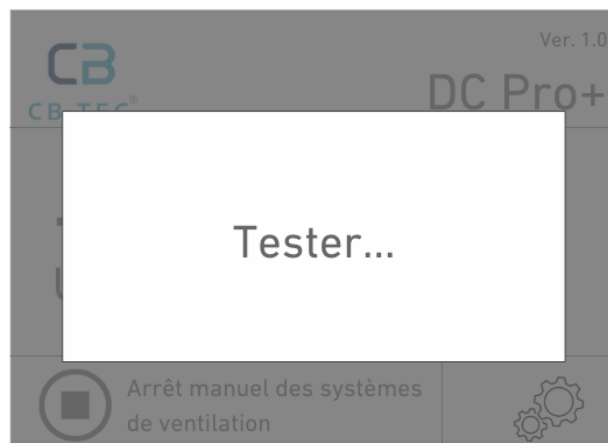 CB
Ver. 1.0
DC Pro+
CB TEC®
Tester...
Arrêt manuel des systèmes
de ventilation